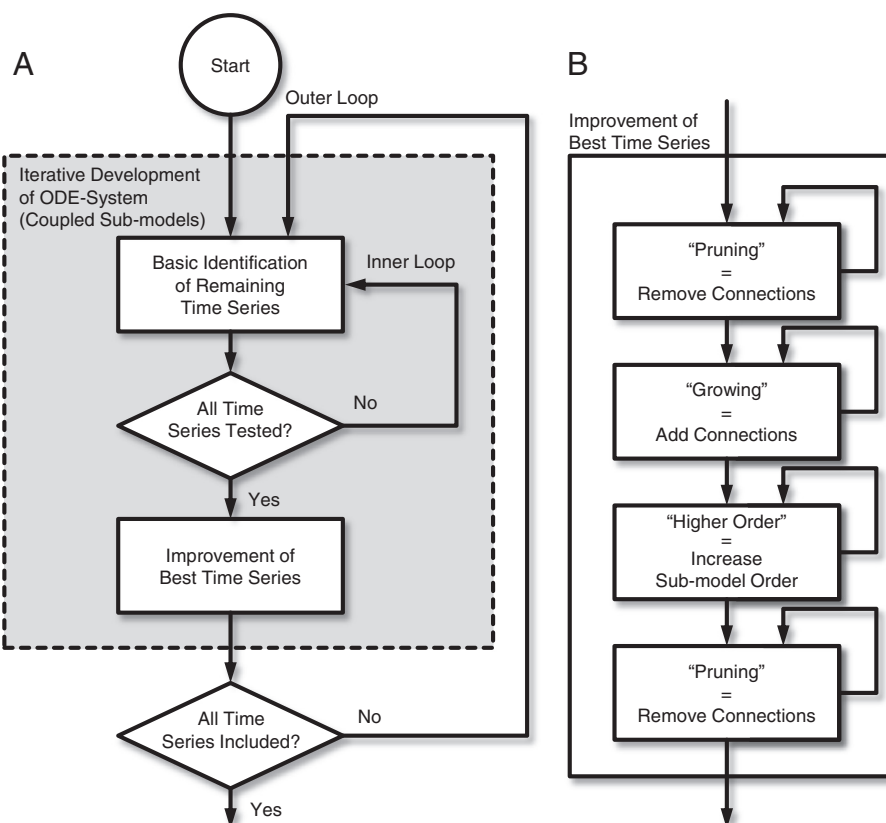 A
Start
Outer Loop
Iterative Development
of ODE-System
(Coupled Sub-models)
Basic Identification
of Remaining
Time Series
Inner Loop
All Time
Series Tested?
No
Yes
Improvement of
Best Time Series
All Time
Series Included?
No
Yes
B
Improvement of
Best Time Series
“Pruning”
=
Remove Connections
“Growing”
=
Add Connections
“Higher Order”
=
Increase
Sub-model Order
“Pruning”
=
Remove Connections